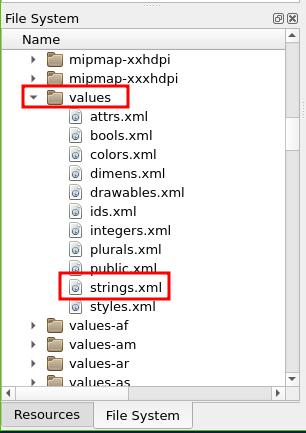 File System
Name
mipmap-xxhdpi
mipmap-xxxhdpi
values
attrs.xml
bools.xml
colors.xml
dimens.xml
drawables.xml
ids.xml
integers.xml
plurals.xml
public.xml
strings.xml
styles.xml
values-af
values-am
values-ar
values-as
Resources File System